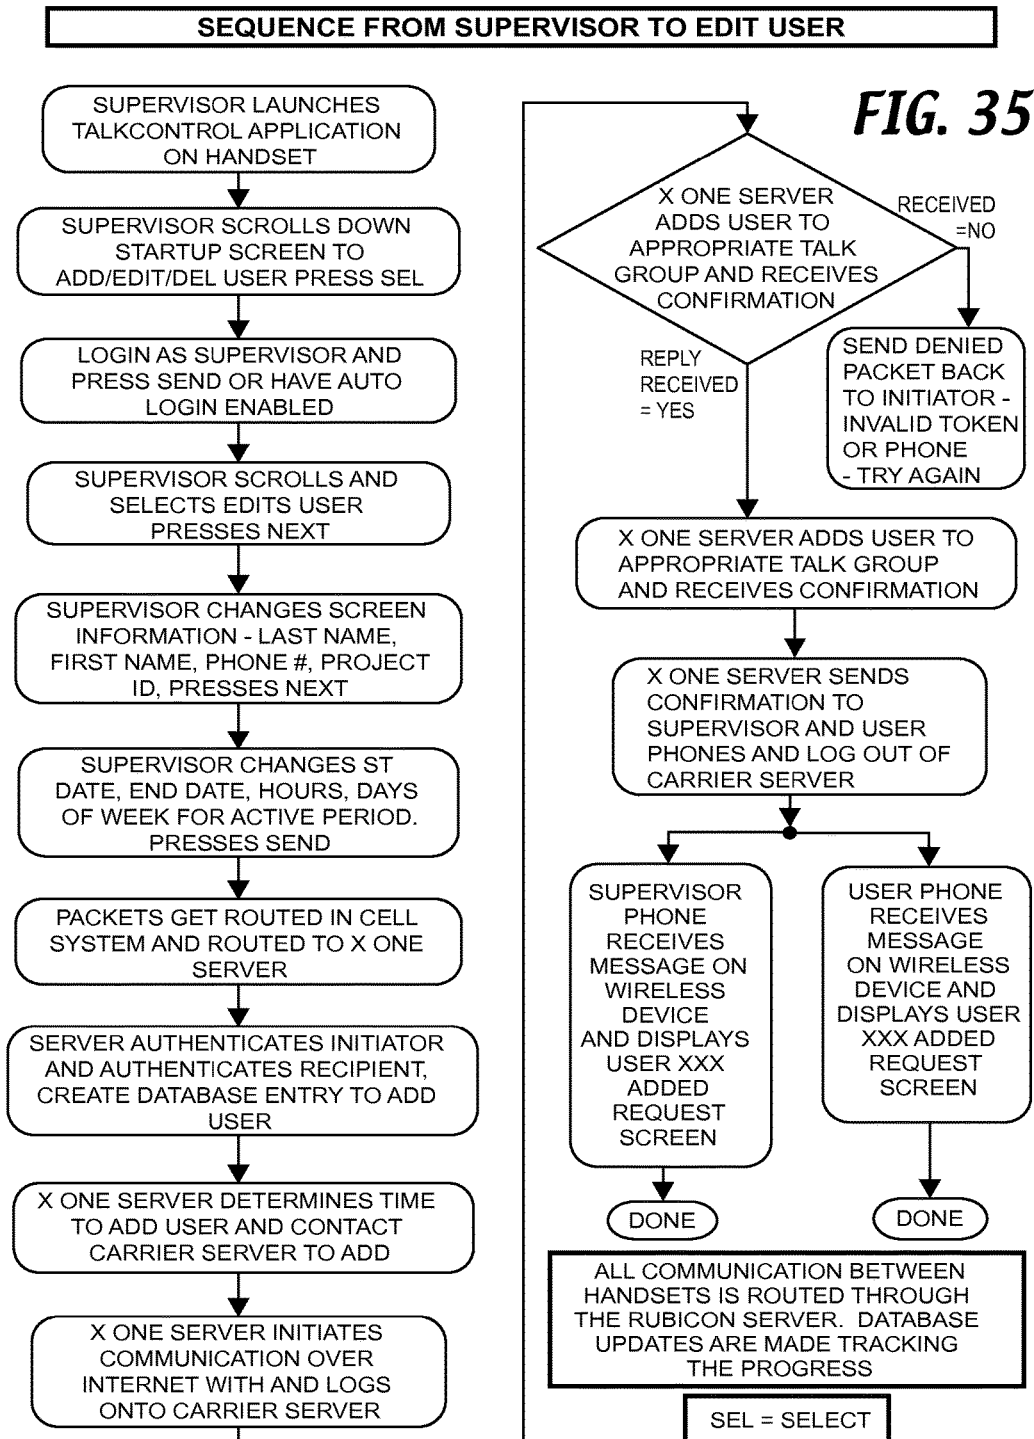 SEQUENCE FROM SUPERVISOR TO EDIT USER
SUPERVISOR LAUNCHES
TALKCONTROL APPLICATION
ON HANDSET
SUPERVISOR SCROLLS DOWN
STARTUP SCREEN TO
ADD/EDIT/DEL USER PRESS SEL
LOGIN AS SUPERVISOR AND
PRESS SEND OR HAVE AUTO
LOGIN ENABLED
SUPERVISOR SCROLLS AND
SELECTS EDITS USER
PRESSES NEXT
SUPERVISOR CHANGES SCREEN
INFORMATION - LAST NAME,
FIRST NAME, PHONE #, PROJECT
ID, PRESSES NEXT
SUPERVISOR CHANGES ST
DATE, END DATE, HOURS, DAYS
OF WEEK FOR ACTIVE PERIOD.
PRESSES SEND
PACKETS GET ROUTED IN CELL
SYSTEM AND ROUTED TO X ONE
SERVER
SERVER AUTHENTICATES INITIATOR
AND AUTHENTICATES RECIPIENT,
CREATE DATABASE ENTRY TO ADD
USER
X ONE SERVER DETERMINES TIME
TO ADD USER AND CONTACT
CARRIER SERVER TO ADD
X ONE SERVER INITIATES
COMMUNICATION OVER
INTERNET WITH AND LOGS
ONTO CARRIER SERVER
FIG. 35
X ONE SERVER
ADDS USER TO
APPROPRIATE TALK
GROUP AND RECEIVES
CONFIRMATION
RECEIVED
=NO
SEND DENIED
PACKET BACK
TO INITIATOR -
INVALID TOKEN
OR PHONE
- TRY AGAIN
REPLY
RECEIVED
= YES
X ONE SERVER ADDS USER TO
APPROPRIATE TALK GROUP
AND RECEIVES CONFIRMATION
X ONE SERVER SENDS
CONFIRMATION TO
SUPERVISOR AND USER
PHONES AND LOG OUT OF
CARRIER SERVER
SUPERVISOR
PHONE
RECEIVES
MESSAGE ON
WIRELESS
DEVICE
AND DISPLAYS
USER XXX
ADDED
REQUEST
SCREEN
DONE
USER PHONE
RECEIVES
MESSAGE
ON WIRELESS
DEVICE AND
DISPLAYS USER
XXX ADDED
REQUEST
SCREEN
DONE
ALL COMMUNICATION BETWEEN
HANDSETS IS ROUTED THROUGH
THE RUBICON SERVER. DATABASE
UPDATES ARE MADE TRACKING
THE PROGRESS
SEL = SELECT